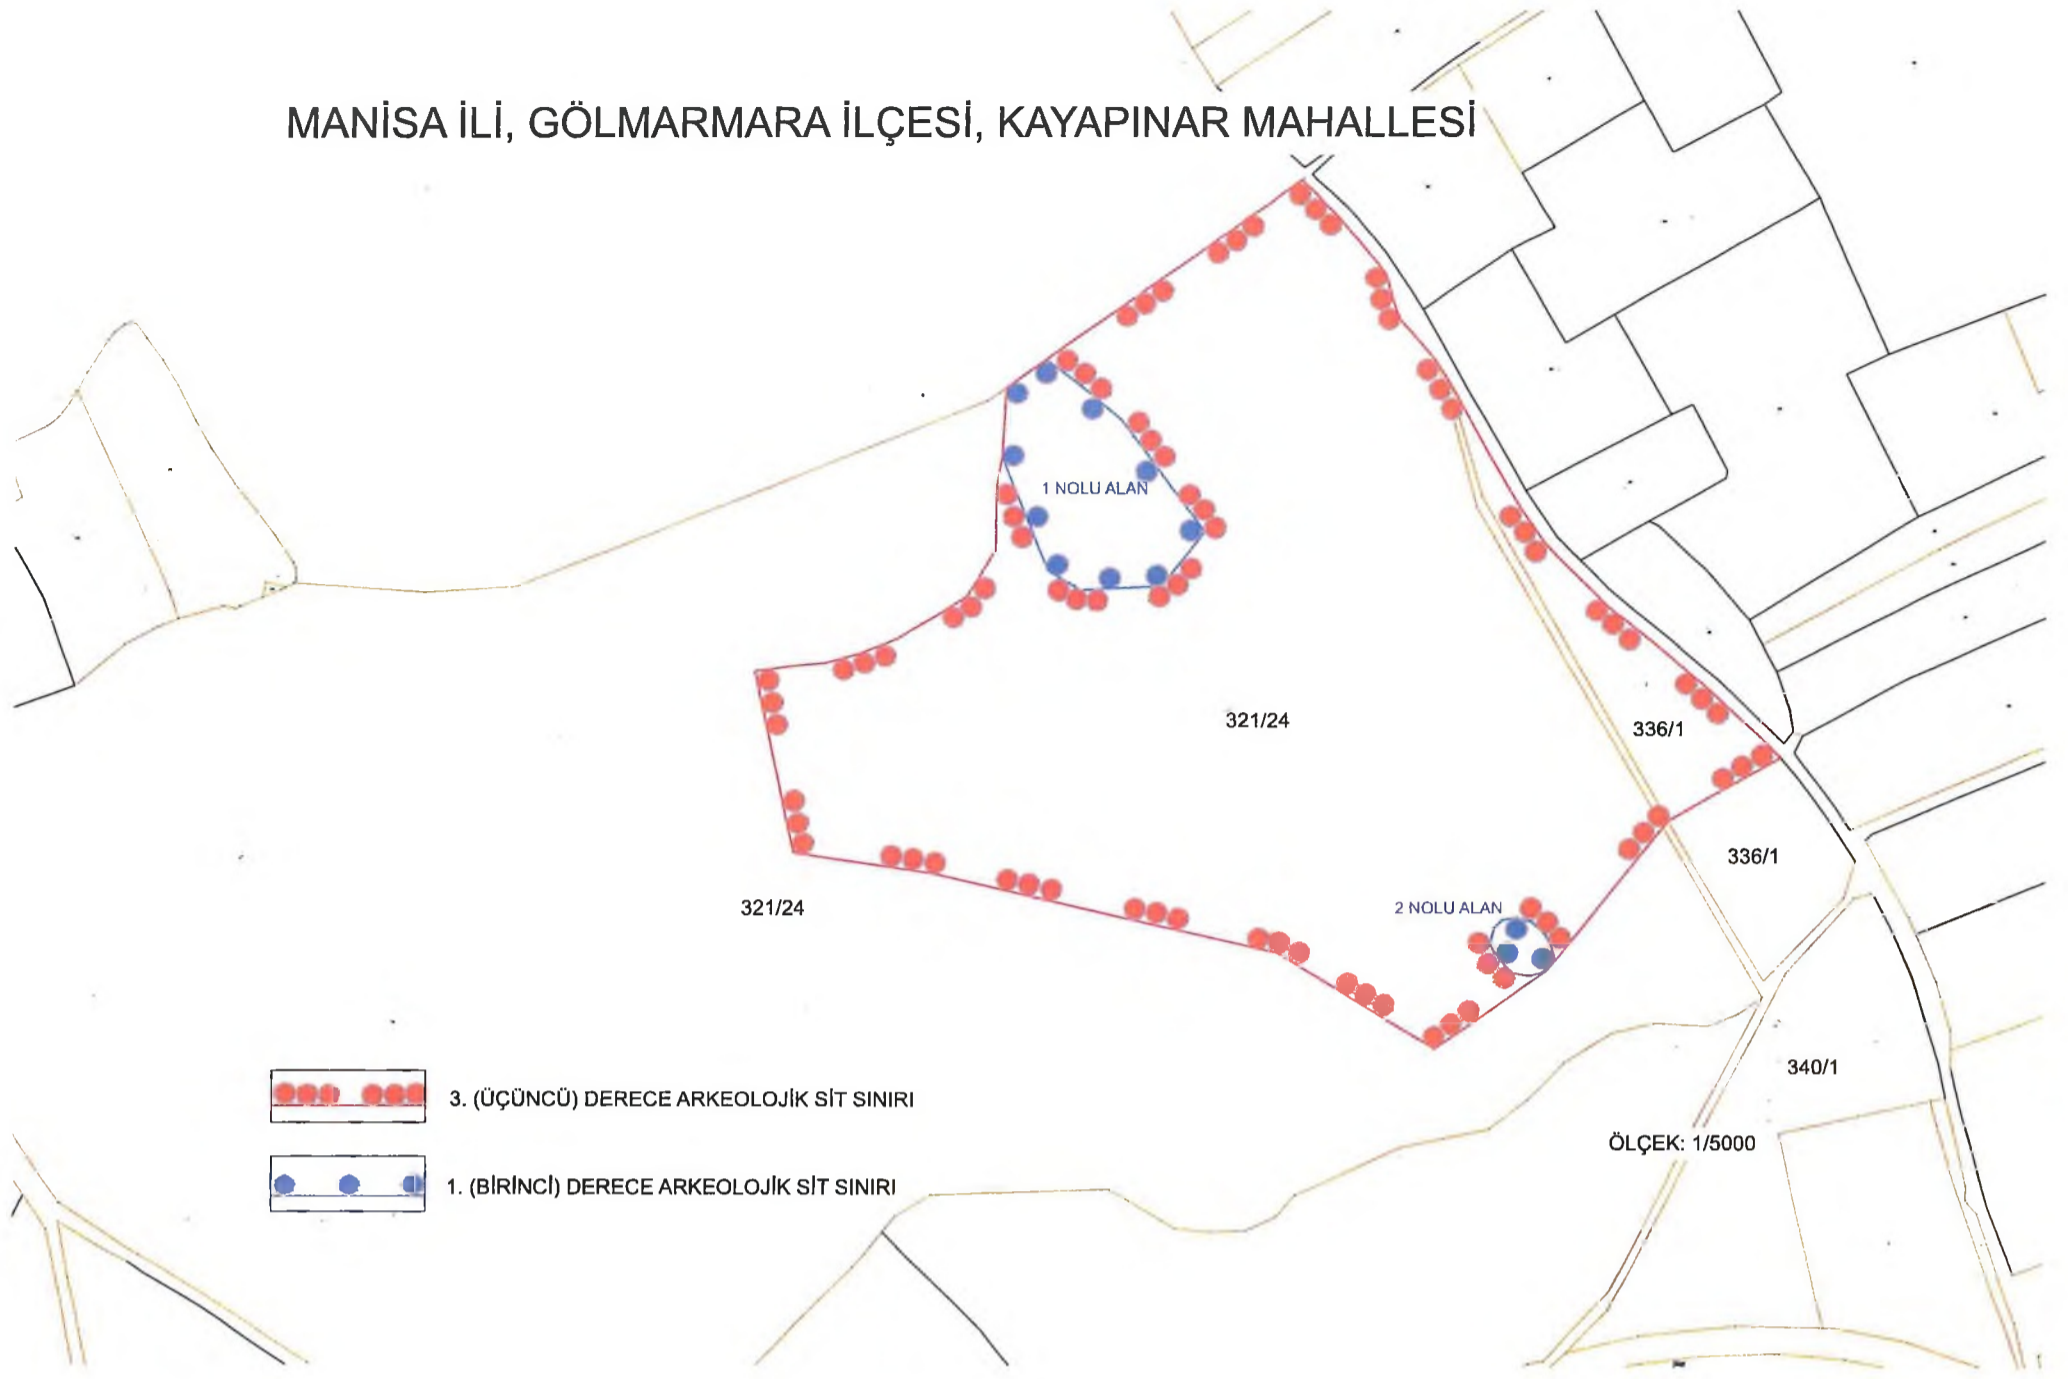 MANİSA İLİ, GÖLMARMARA İLÇESİ, KAYAPINAR MAHALLESİ
1 NOLU ALAN
321/24
336/1
336/1
2 NOLU ALAN
321/24
340/1
3. (ÜÇÜNCÜ) DERECE ARKEOLOJİK SİT SINIRI
ÖLÇEK: 1/5000
1. (BİRİNCİ) DERECE ARKEOLOJİK SİT SINIRI